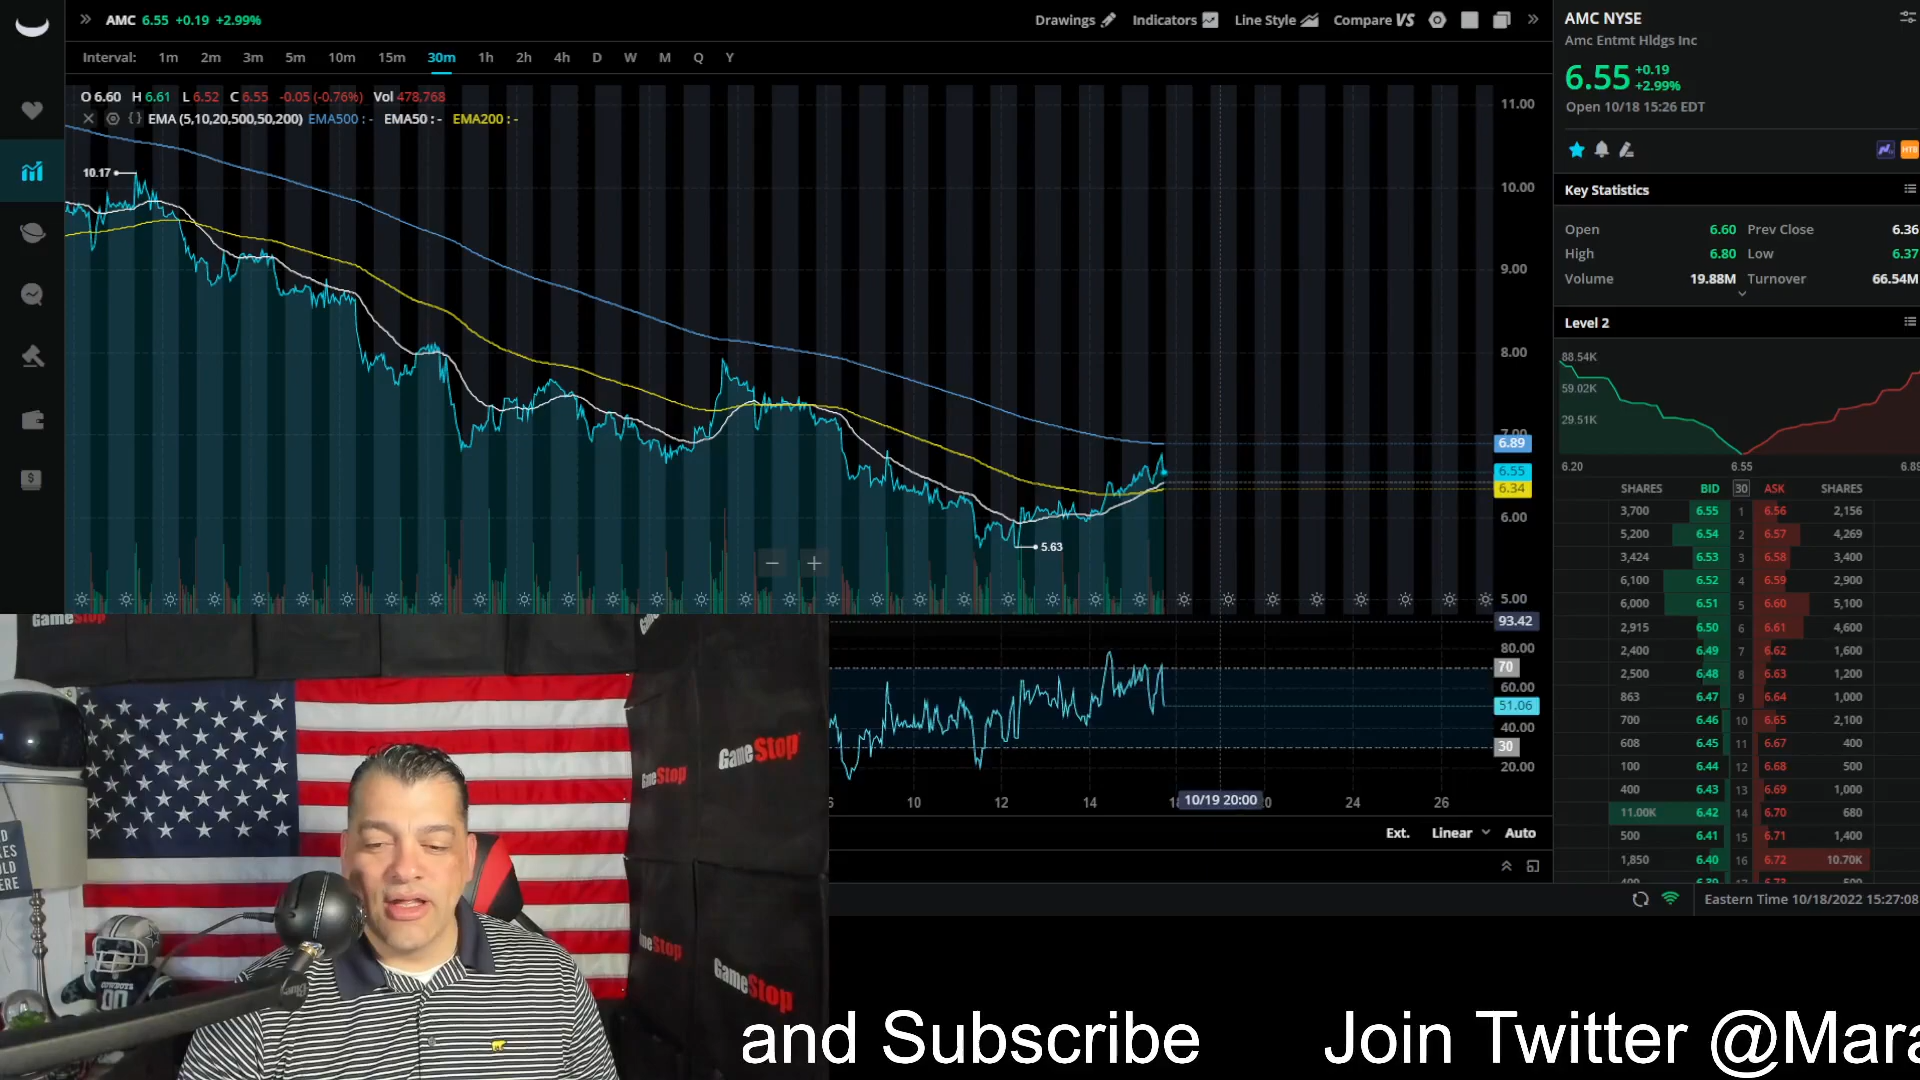 AMC 6.55 +0.19 +2.99%
Drawings Indicators Line Style Compare VS
Interval: 1m 2m 3m 5m 10m 15m 30m 1h 2h 4h D W M Q Y
O 6.60 H 6.61 L 6.52 C 6.55 -0.05 (-0.76%) Vol 478,768
EMA (5,10,20,500,50,200) EMA500 : - EMA50 : - EMA200 : -
10.17
5.63
11.00
10.00
9.00
8.00
7.00
6.89
6.55
6.34
6.00
5.00
93.42
80.00
70
60.00
51.06
40.00
30
20.00
6 10 12 14 10/19 20:00 24 26
Ext. Linear Auto
AMC NYSE
Amc Entmt Hldgs Inc
6.55 +0.19
+2.99%
Open 10/18 15:26 EDT
HTB
Key Statistics
Open 6.60 Prev Close 6.36
High 6.80 Low 6.37
Volume 19.88M Turnover 66.54M
Level 2
88.54K
59.02K
29.51K
6.20 6.55 6.89
SHARES BID 30 ASK SHARES
3,700 6.55 1 6.56 2,156
5,200 6.54 2 6.57 4,269
3,424 6.53 3 6.58 3,400
6,100 6.52 4 6.59 2,900
6,000 6.51 5 6.60 5,100
2,915 6.50 6 6.61 4,600
2,400 6.49 7 6.62 1,600
2,500 6.48 8 6.63 1,200
863 6.47 9 6.64 1,000
700 6.46 10 6.65 2,100
608 6.45 11 6.67 400
100 6.44 12 6.68 500
400 6.43 13 6.69 1,000
11.00K 6.42 14 6.70 680
500 6.41 15 6.71 1,400
1,850 6.40 16 6.72 10.70K
Eastern Time 10/18/2022 15:27:08
GameStop
GameStop
GameStop
GameStop
GameStop
COWBOYS
and Subscribe Join Twitter @Mara